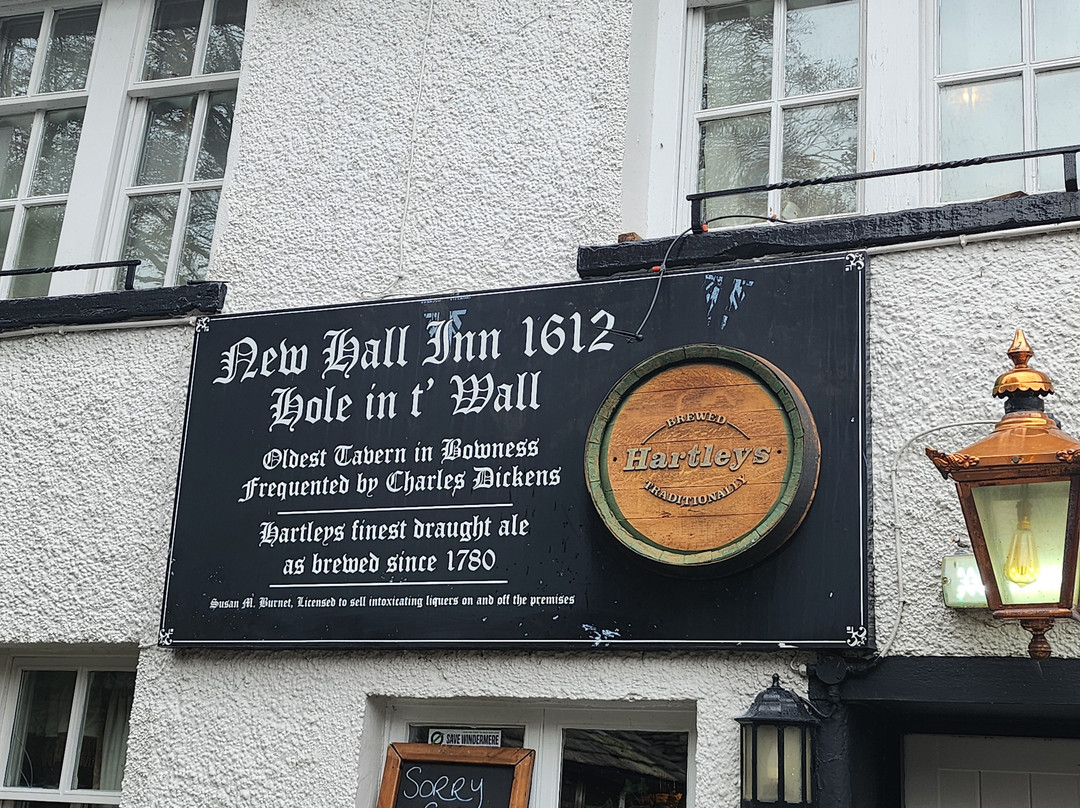 New Hall Inn 1612
Hole in t' Wall
Oldest Tavern in Bowness
Frequented by Charles Dickens
Hartleys finest draught ale
as brewed since 1780
Susan M. Burnet, Licensed to sell intoxicating liquers on and off the premises
BREWED
Hartleys
TRADITIONALLY
SAVE WINDERMERE
SORRY